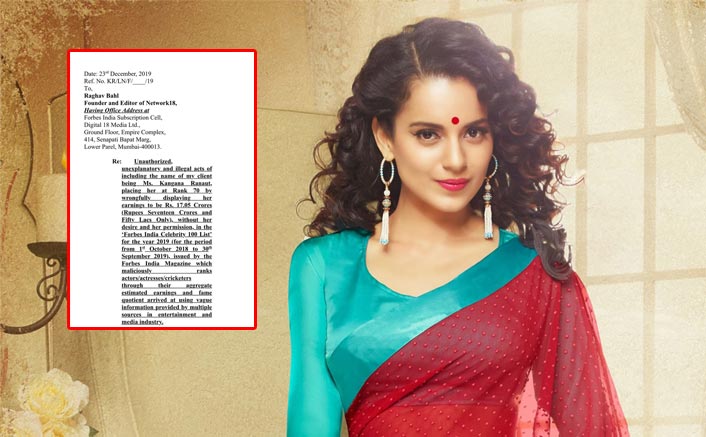 Date: 23rd December, 2019
Ref. No. KR/LN/F/____/19
To,
Raghav Bahl
Founder and Editor of Network18,
Having Office Address at
Forbes India Subscription Cell,
Digital 18 Media Ltd.,
Ground Floor, Empire Complex,
414, Senapati Bapat Marg,
Lower Parel, Mumbai-400013.
Re: Unauthorized,
unexplanatory and illegal acts of
including the name of my client
being Ms. Kangana Ranaut,
placing her at Rank 70 by
wrongfully displaying her
earnings to be Rs. 17.05 Crores
(Rupees Seventeen Crores and
Fifty Lacs Only), without her
desire and her permission, in the
'Forbes India Celebrity 100 List'
for the year 2019 (for the period
from 1st October 2018 to 30th
September 2019), issued by the
Forbes India Magazine which
maliciously ranks
actors/actresses/cricketers
through their aggregate
estimated earnings and fame
quotient arrived at using vague
information provided by multiple
sources in entertainment and
media industry.